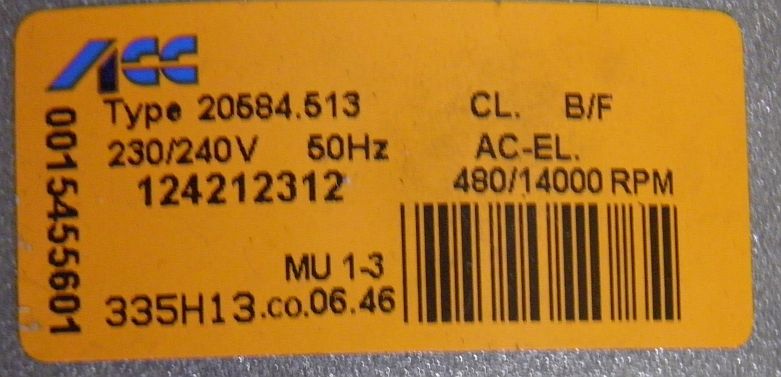 ACC
Type 20584.513 CL. B/F
230/240V 50Hz AC-EL.
124212312 480/14000 RPM
MU 1-3
335H13.co.06.46
0015455601